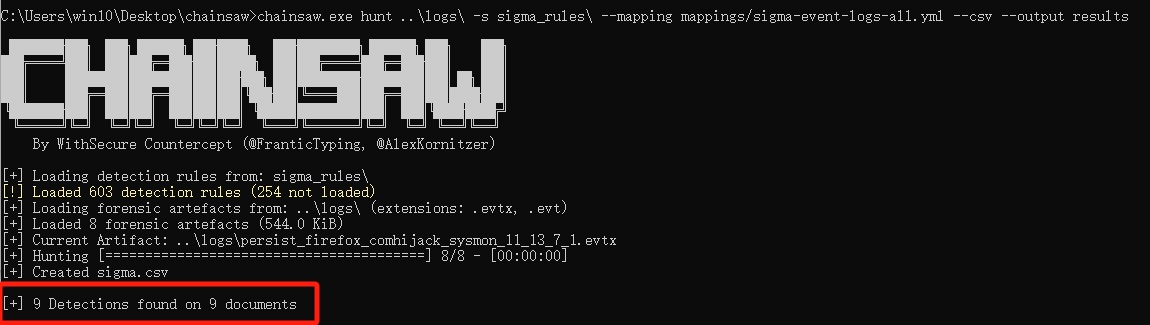 C:\Users\win10\Desktop\chainsaw>chainsaw.exe hunt ..\logs\ -s sigma_rules\ --mapping mappings/sigma-event-logs-all.yml --csv --output results
CHAINSAW
By WithSecure Countercept (@FranticTyping, @AlexKornitzer)
[+] Loading detection rules from: sigma_rules\
[!] Loaded 603 detection rules (254 not loaded)
[+] Loading forensic artefacts from: ..\logs\ (extensions: .evtx, .evt)
[+] Loaded 8 forensic artefacts (544.0 KiB)
[+] Current Artifact: ..\logs\persist_firefox_comhijack_sysmon_11_13_7_1.evtx
[+] Hunting [========================================] 8/8 - [00:00:00]
[+] Created sigma.csv
[+] 9 Detections found on 9 documents